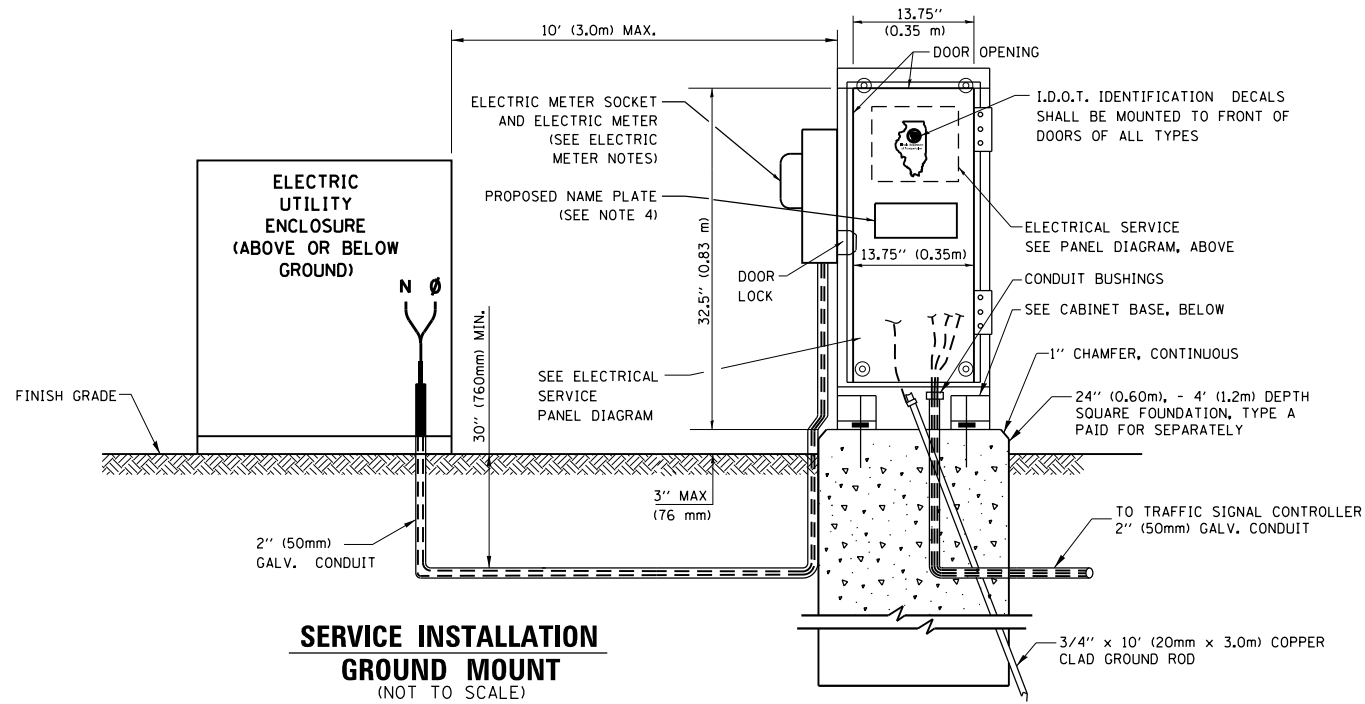 13.75''
(0.35 m)
10' (3.0m) MAX.
DOOR OPENING
ELECTRIC METER SOCKET
AND ELECTRIC METER
(SEE ELECTRIC
METER NOTES)
I.D.O.T. IDENTIFICATION DECALS
SHALL BE MOUNTED TO FRONT OF
DOORS OF ALL TYPES
ELECTRIC
UTILITY
ENCLOSURE
(ABOVE OR BELOW
GROUND)
N Ø
PROPOSED NAME PLATE
(SEE NOTE 4)
ELECTRICAL SERVICE
SEE PANEL DIAGRAM, ABOVE
13.75'' (0.35m)
32.5'' (0.83 m)
DOOR
LOCK
CONDUIT BUSHINGS
SEE CABINET BASE, BELOW
1'' CHAMFER, CONTINUOUS
24'' (0.60m), - 4' (1.2m) DEPTH
SQUARE FOUNDATION, TYPE A
PAID FOR SEPARATELY
FINISH GRADE
30'' (760mm) MIN.
SEE ELECTRICAL
SERVICE
PANEL DIAGRAM
3'' MAX
(76 mm)
2'' (50mm)
GALV. CONDUIT
TO TRAFFIC SIGNAL CONTROLLER
2'' (50mm) GALV. CONDUIT
3/4'' x 10' (20mm x 3.0m) COPPER
CLAD GROUND ROD
SERVICE INSTALLATION
GROUND MOUNT
(NOT TO SCALE)